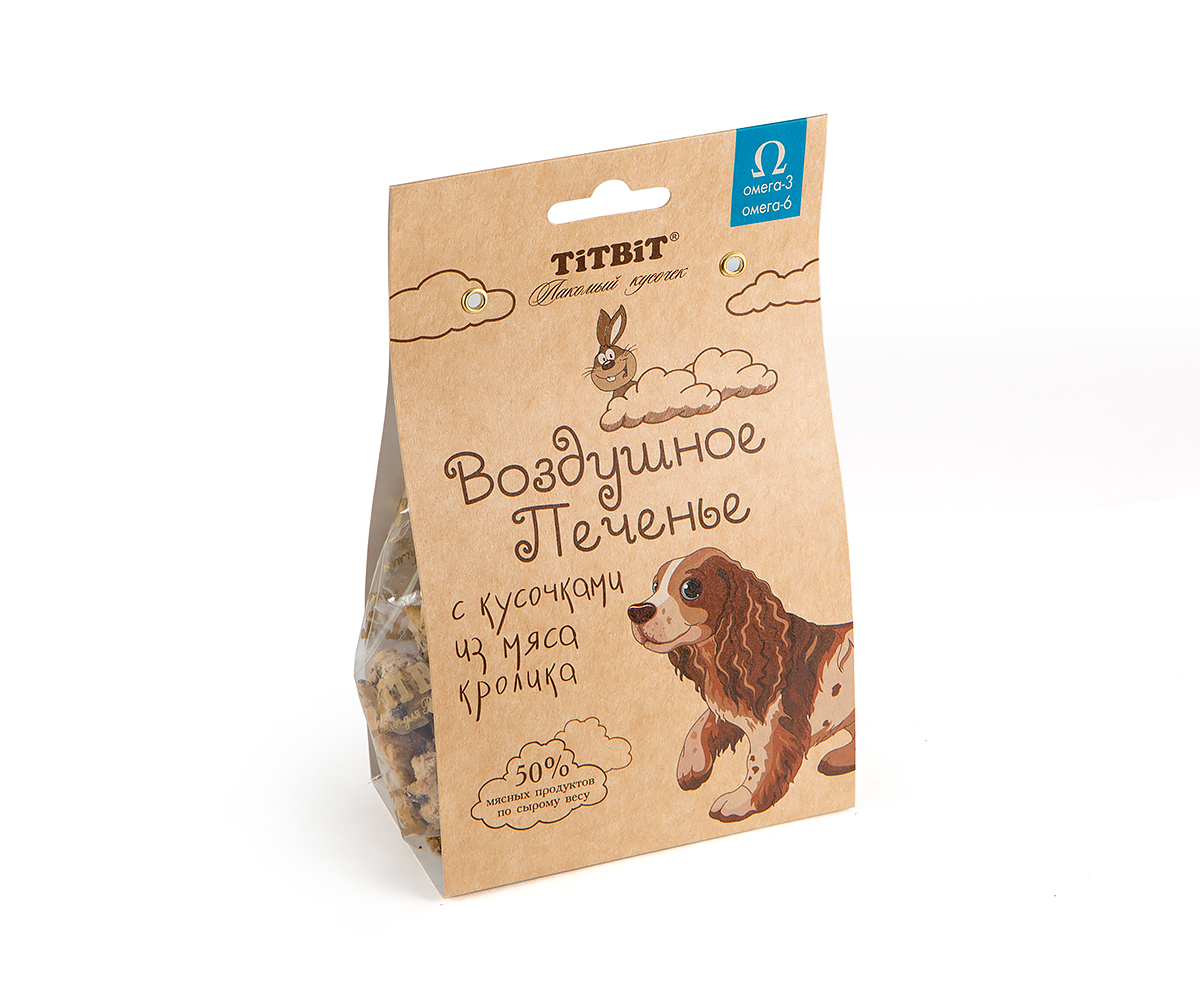 Ω
омега-3
омега-6
TiTBiT®
Лакомый кусочек
Воздушное
Печенье
с кусочками
из мяса
кролика
50%
мясных продуктов
по сырому весу